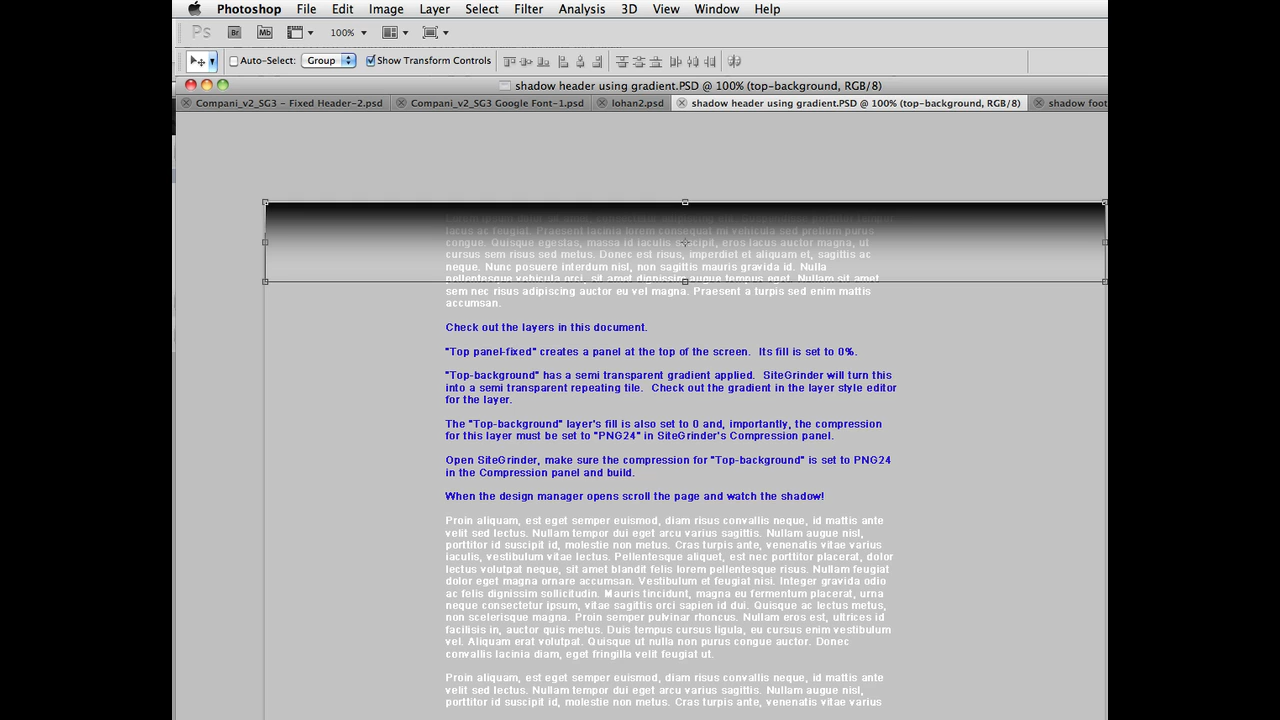 Photoshop File Edit Image Layer Select Filter Analysis 3D View Window Help
Ps Br Mb 100%
Auto-Select: Group Show Transform Controls
shadow header using gradient.PSD @ 100% (top-background, RGB/8)
Compani_v2_SG3 - Fixed Header-2.psd Compani_v2_SG3 Google Font-1.psd lohan2.psd shadow header using gradient.PSD @ 100% (top-background, RGB/8) shadow foot
lacus ac feugiat. Praesent lacinia lorem consequat mi vehicula sed pretium purus
congue. Quisque egestas, massa id iaculis suscipit, eros lacus auctor magna, ut
cursus sem risus sed metus. Donec est risus, imperdiet et aliquam et, sagittis ac
neque. Nunc posuere interdum nisl, non sagittis mauris gravida id. Nulla
pellentesque vehicula orci, sit amet dignissim augue tempus eget. Nullam sit amet
sem nec risus adipiscing auctor eu vel magna. Praesent a turpis sed enim mattis
accumsan.
Check out the layers in this document.
"Top panel-fixed" creates a panel at the top of the screen. Its fill is set to 0%.
"Top-background" has a semi transparent gradient applied. SiteGrinder will turn this
into a semi transparent repeating tile. Check out the gradient in the layer style editor
for the layer.
The "Top-background" layer's fill is also set to 0 and, importantly, the compression
for this layer must be set to "PNG24" in SiteGrinder's Compression panel.
Open SiteGrinder, make sure the compression for "Top-background" is set to PNG24
in the Compression panel and build.
When the design manager opens scroll the page and watch the shadow!
Proin aliquam, est eget semper euismod, diam risus convallis neque, id mattis ante
velit sed lectus. Nullam tempor dui eget arcu varius sagittis. Nullam augue nisl,
porttitor id suscipit id, molestie non metus. Cras turpis ante, venenatis vitae varius
iaculis, vestibulum vitae lectus. Pellentesque aliquet, est nec porttitor placerat, dolor
lectus volutpat neque, sit amet blandit felis lorem pellentesque risus. Nullam feugiat
dolor eget magna ornare accumsan. Vestibulum et feugiat nisi. Integer gravida odio
ac felis dignissim sollicitudin. Mauris tincidunt, magna eu fermentum placerat, urna
neque consectetur ipsum, vitae sagittis orci sapien id dui. Quisque ac lectus metus,
non scelerisque magna. Proin semper pulvinar rhoncus. Nullam eros est, ultrices id
facilisis in, auctor quis metus. Duis tempus cursus ligula, eu cursus enim vestibulum
vel. Aliquam erat volutpat. Quisque ut nulla non purus congue auctor. Donec
convallis lacinia diam, eget fringilla velit feugiat ut.
Proin aliquam, est eget semper euismod, diam risus convallis neque, id mattis ante
velit sed lectus. Nullam tempor dui eget arcu varius sagittis. Nullam augue nisl,
porttitor id suscipit id, molestie non metus. Cras turpis ante, venenatis vitae varius